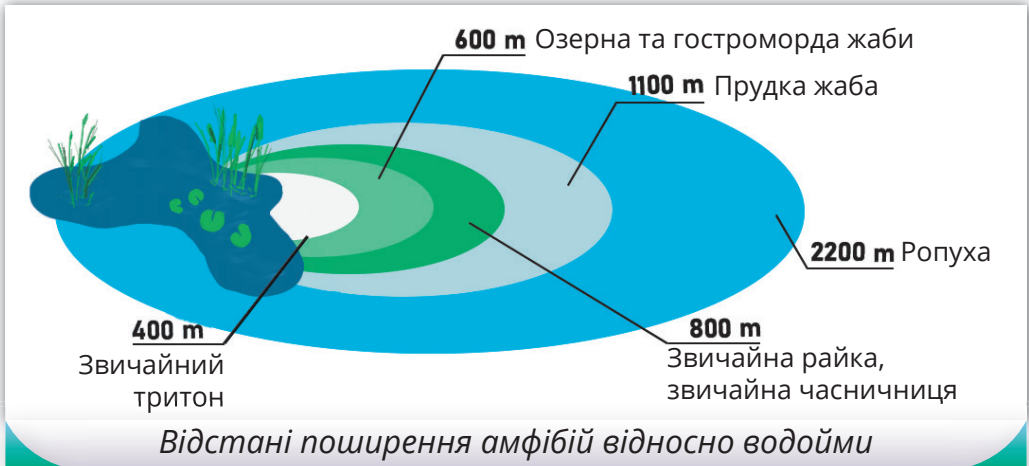 600 m Озерна та гостроморда жаби
1100 m Прудка жаба
2200 m Ропуха
400 m
Звичайний
тритон
800 m
Звичайна райка,
звичайна часничниця
Відстані поширення амфібій відносно водойми